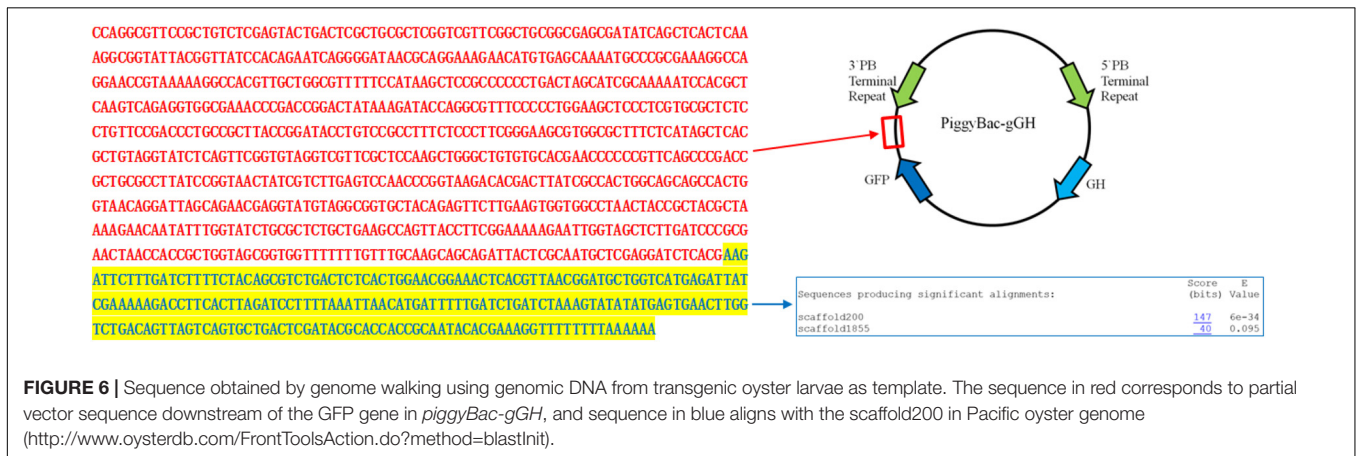 CCAGGCGTTCCGCTGTCTCGAGTACTGACTCGCTGCGCTCGGTCGTTCGGCTGCGGCGAGCGATATCAGCTCACTCAA
AGGCGGTATTACGGTTATCCACAGAATCAGGGGATAACGCAGGAAAGAACATGTGAGCAAAATGCCCGCGAAAGGCCA
GGAACCGTAAAAAGGCCACGTTGCTGGCGTTTTTCCATAAGCTCCGCCCCCCTGACTAGCATCGCAAAAATCCACGCT
CAAGTCAGAGGTGGCGAAACCCGACCGGACTATAAAGATACCAGGCGTTTCCCCCTGGAAGCTCCCTCGTGCGCTCTC
CTGTTCCGACCCTGCCGCTTACCGGATACCTGTCCGCCTTTCTCCCTTCGGGAAGCGTGGCGCTTTCTCATAGCTCAC
GCTGTAGGTATCTCAGTTCGGTGTAGGTCGTTCGCTCCAAGCTGGGCTGTGTGCACGAACCCCCCGTTCAGCCCGACC
GCTGCGCCTTATCCGGTAACTATCGTCTTGAGTCCAACCCGGTAAGACACGACTTATCGCCACTGGCAGCAGCCACTG
GTAACAGGATTAGCAGAACGAGGTATGTAGGCGGTGCTACAGAGTTCTTGAAGTGGTGGCCTAACTACCGCTACGCTA
AAAGAACAATATTTGGTATCTGCGCTCTGCTGAAGCCAGTTACCTTCGGAAAAAGAATTGGTAGCTCTTGATCCCGCG
AACTAACCACCGCTGGTAGCGGTGGTTTTTTTGTTTGCAAGCAGCAGATTACTCGCAATGCTCGAGGATCTCACGAAG
ATTCTTTGATCTTTTCTACAGCGTCTGACTCTCACTGGAACGGAAACTCACGTTAACGGATGCTGGTCATGAGATTAT
CGAAAAAGACCTTCACTTAGATCCTTTTAAATTAACATGATTTTTGATCTGATCTAAAGTATATATGAGTGAACTTGG
TCTGACAGTTAGTCAGTGCTGACTCGATACGCACCACCGCAATACACGAAAGGTTTTTTTTAAAAAA
3`PB
Terminal
Repeat
5`PB
Terminal
Repeat
PiggyBac-gGH
GFP
GH
Score E
Sequences producing significant alignments: (bits) Value
scaffold200 147 6e-34
scaffold1855 40 0.095
FIGURE 6 | Sequence obtained by genome walking using genomic DNA from transgenic oyster larvae as template. The sequence in red corresponds to partial
vector sequence downstream of the GFP gene in piggyBac-gGH, and sequence in blue aligns with the scaffold200 in Pacific oyster genome
(http://www.oysterdb.com/FrontToolsAction.do?method=blastInit).